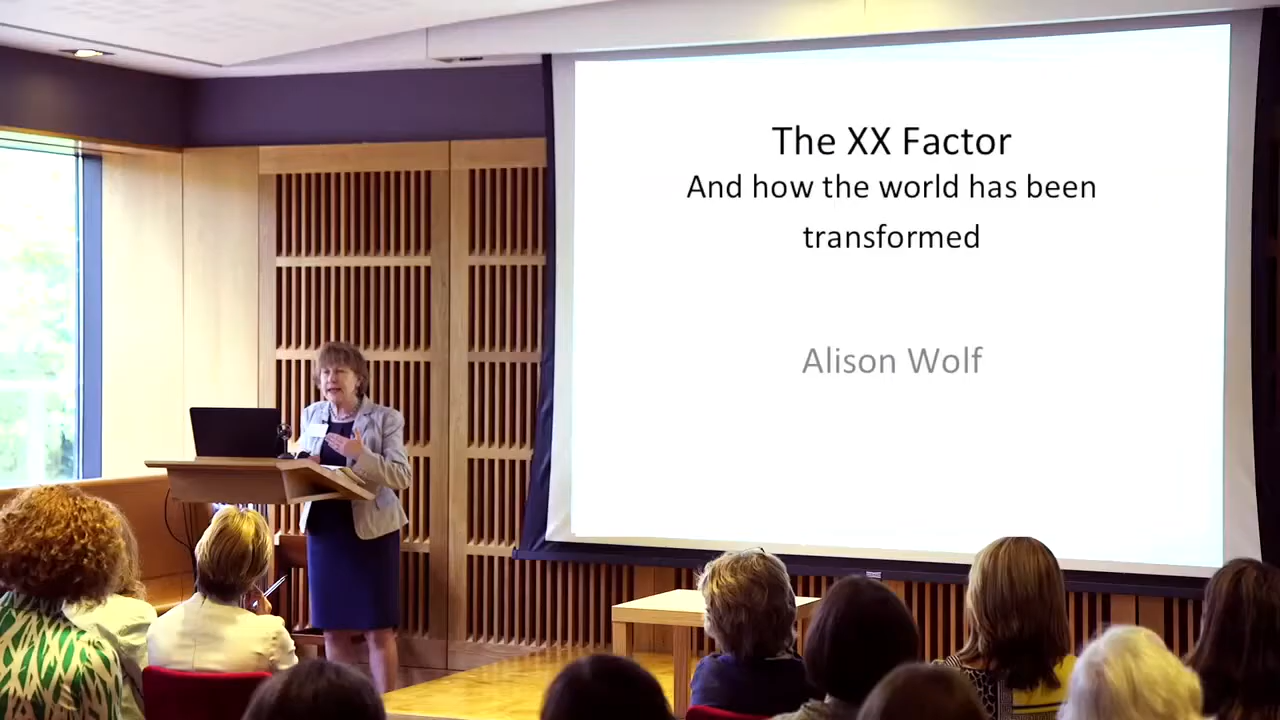 The XX Factor
And how the world has been
transformed
Alison Wolf